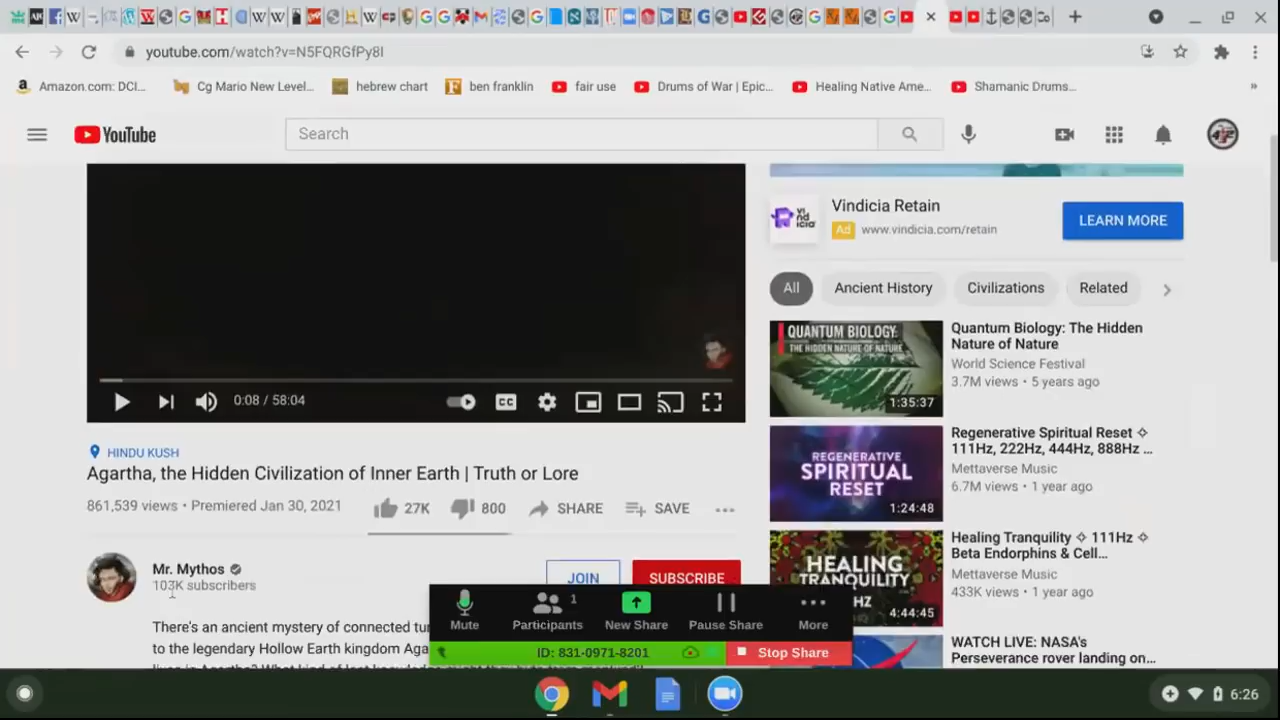 youtube.com/watch?v=N5FQRGfPy8I
Amazon.com: DCI...
Cg Mario New Level...
hebrew chart
ben franklin
fair use
Drums of War | Epic...
Healing Native Ame...
Shamanic Drums...
»
YouTube
Search
Vindicia Retain
Ad www.vindicia.com/retain
LEARN MORE
All
Ancient History
Civilizations
Related
0:08 / 58:04
CC
HINDU KUSH
Agartha, the Hidden Civilization of Inner Earth | Truth or Lore
861,539 views • Premiered Jan 30, 2021
27K
800
SHARE
SAVE
Mr. Mythos
103K subscribers
JOIN
SUBSCRIBE
There's an ancient mystery of connected
to the legendary Hollow Earth kingdom
QUANTUM BIOLOGY:
THE HIDDEN NATURE OF NATURE
1:35:37
Quantum Biology: The Hidden
Nature of Nature
World Science Festival
3.7M views • 5 years ago
REGENERATIVE
SPIRITUAL
RESET
1:24:48
Regenerative Spiritual Reset ✧
111Hz, 222Hz, 444Hz, 888Hz ...
Mettaverse Music
6.7M views • 1 year ago
HEALING
TRANQUILITY
HZ
4:44:45
Healing Tranquility ✧ 111Hz ✧
Beta Endorphins & Cell...
Mettaverse Music
433K views • 1 year ago
WATCH LIVE: NASA's
Perseverance rover landing on...
Mute
Participants
1
New Share
Pause Share
More
ID: 831-0971-8201
Stop Share
6:26